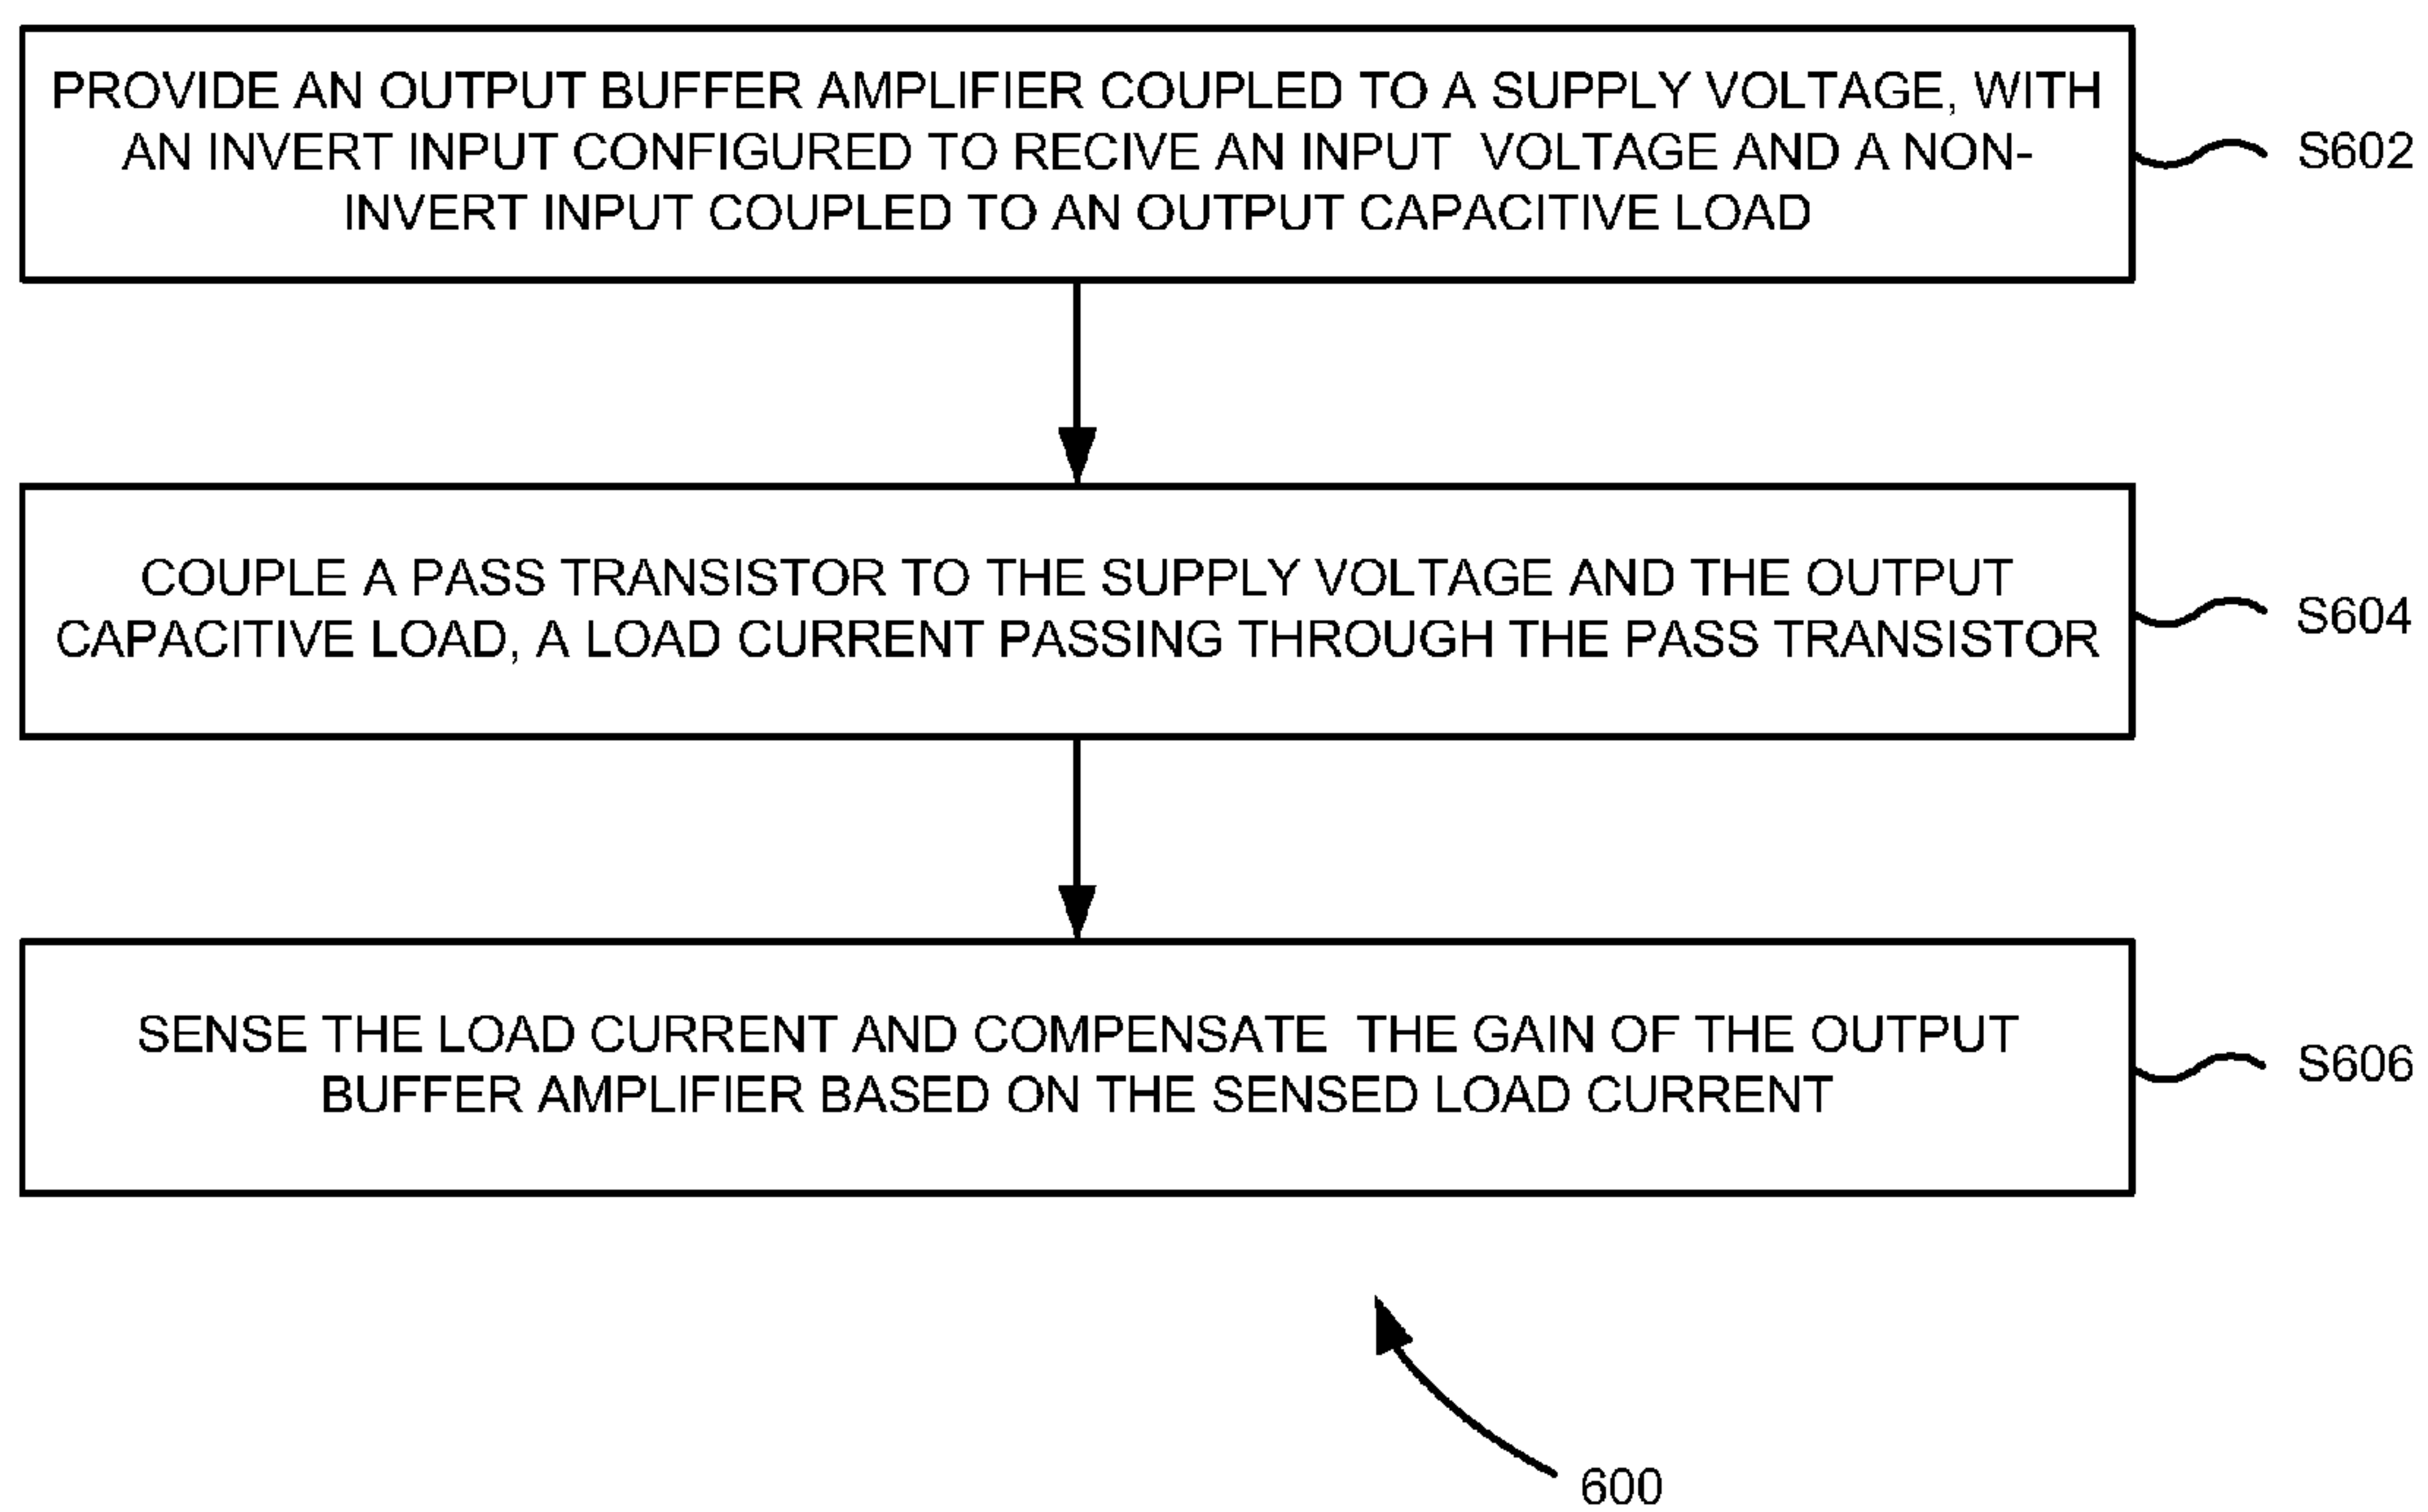 PROVIDE AN OUTPUT BUFFER AMPLIFIER COUPLED TO A SUPPLY VOLTAGE, WITH
AN INVERT INPUT CONFIGURED TO RECIVE AN INPUT VOLTAGE AND A NON-
INVERT INPUT COUPLED TO AN OUTPUT CAPACITIVE LOAD
S602
COUPLE A PASS TRANSISTOR TO THE SUPPLY VOLTAGE AND THE OUTPUT
CAPACITIVE LOAD, A LOAD CURRENT PASSING THROUGH THE PASS TRANSISTOR
S604
SENSE THE LOAD CURRENT AND COMPENSATE THE GAIN OF THE OUTPUT
BUFFER AMPLIFIER BASED ON THE SENSED LOAD CURRENT
S606
600